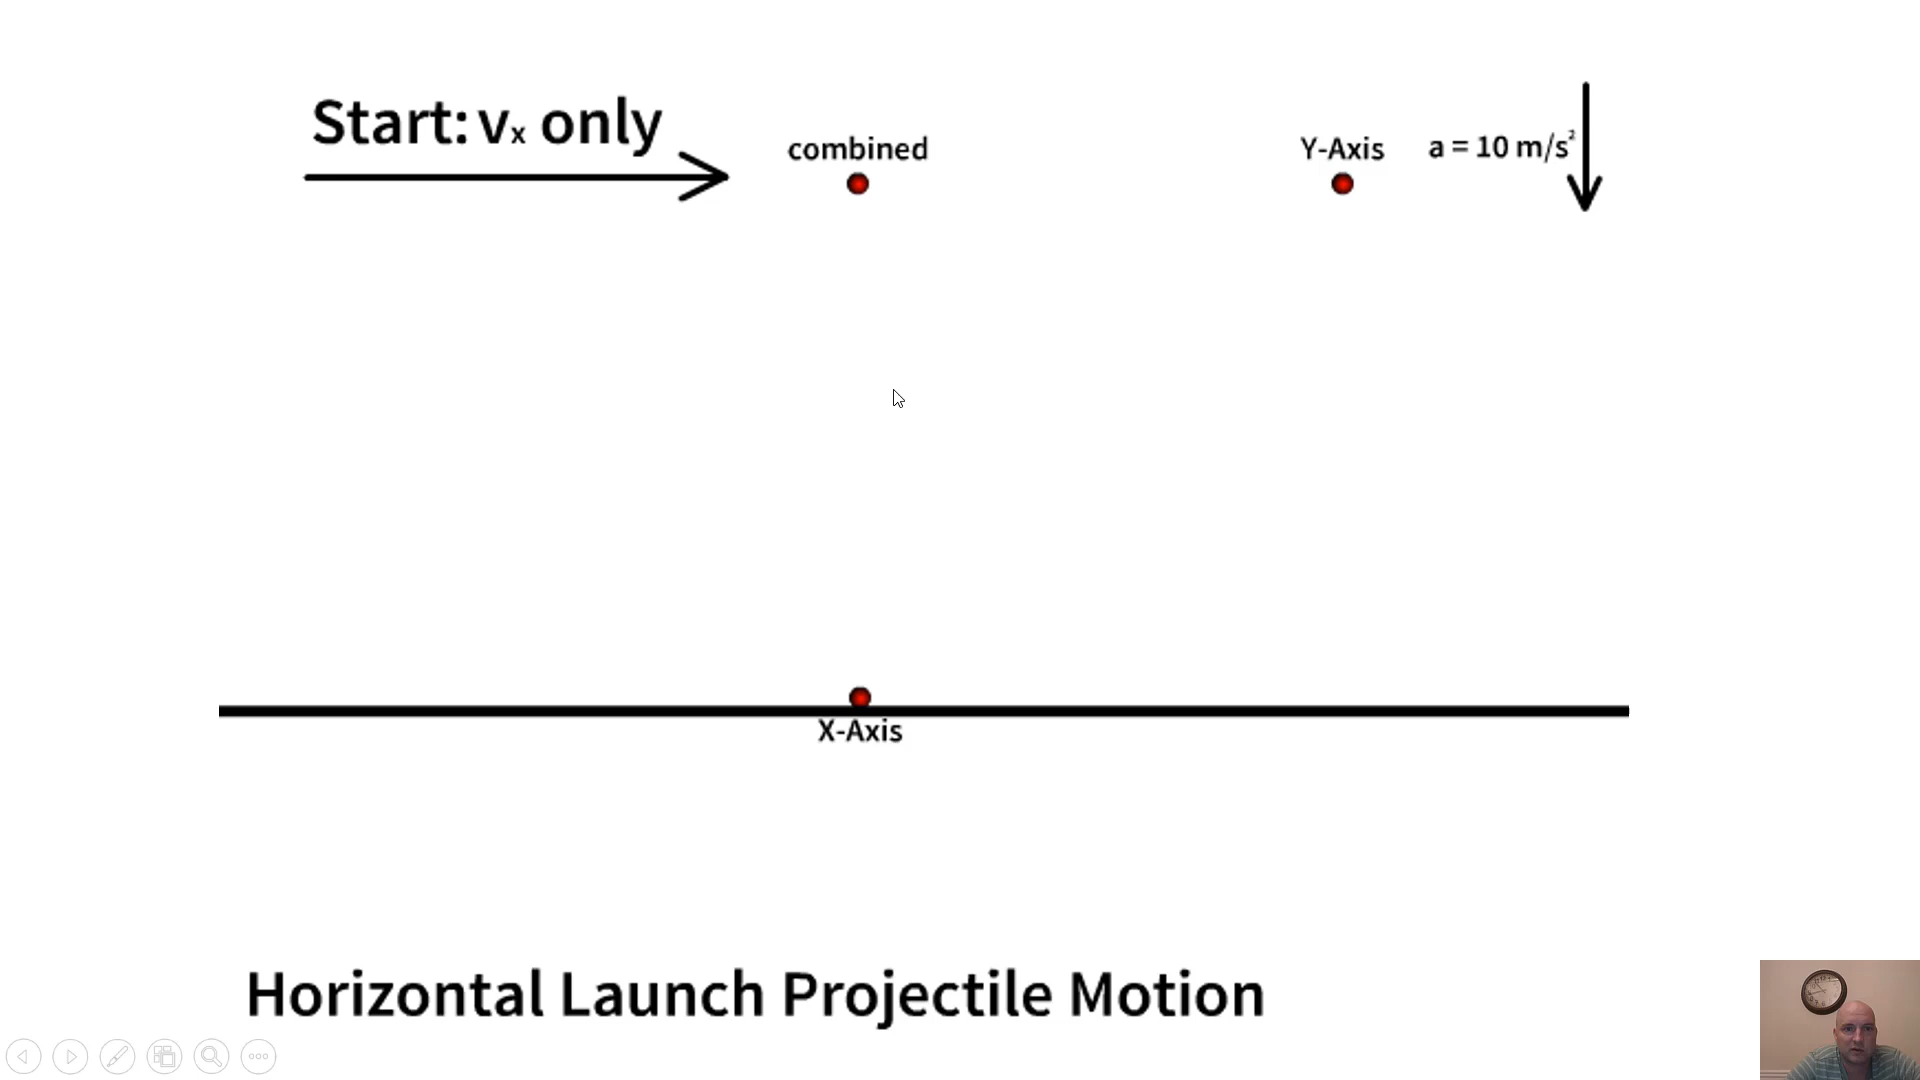 Start: vₓ only
combined
Y-Axis
a = 10 m/s²
X-Axis
Horizontal Launch Projectile Motion